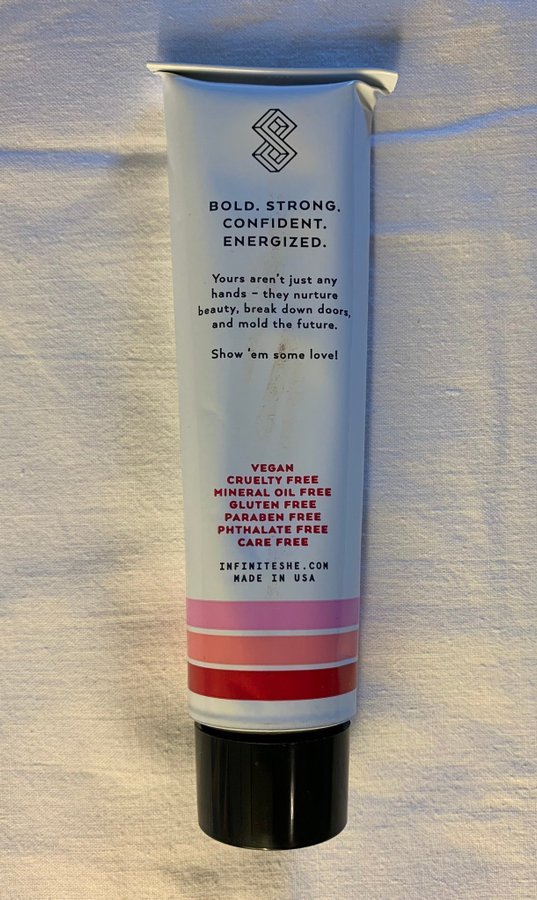 BOLD. STRONG.
CONFIDENT.
ENERGIZED.
Yours aren't just any
hands – they nurture
beauty, break down doors,
and mold the future.
Show 'em some love!
VEGAN
CRUELTY FREE
MINERAL OIL FREE
GLUTEN FREE
PARABEN FREE
PHTHALATE FREE
CARE FREE
INFINITESHE.COM
MADE IN USA